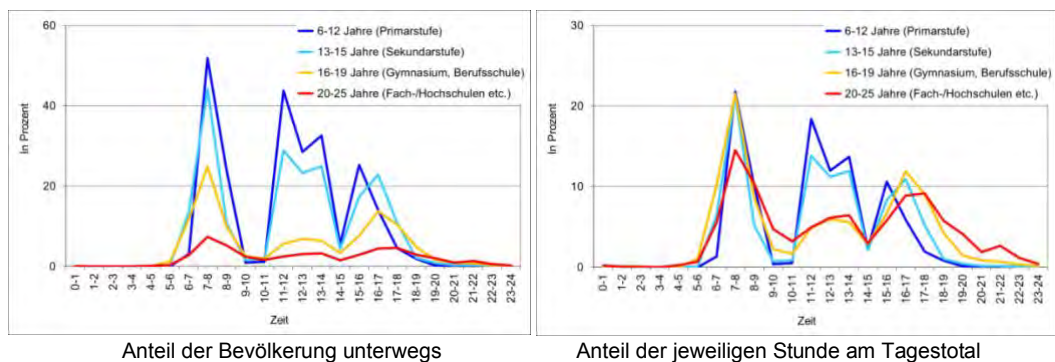 60
40
20
0
In Prozent
6-12 Jahre (Primarstufe)
13-15 Jahre (Sekundarstufe)
16-19 Jahre (Gymnasium, Berufsschule)
20-25 Jahre (Fach-/Hochschulen etc.)
0-1 1-2 2-3 3-4 4-5 5-6 6-7 7-8 8-9 9-10 10-11 11-12 12-13 13-14 14-15 15-16 16-17 17-18 18-19 19-20 20-21 21-22 22-23 23-24
Zeit
Anteil der Bevölkerung unterwegs
30
20
10
0
In Prozent
6-12 Jahre (Primarstufe)
13-15 Jahre (Sekundarstufe)
16-19 Jahre (Gymnasium, Berufsschule)
20-25 Jahre (Fach-/Hochschulen etc.)
0-1 1-2 2-3 3-4 4-5 5-6 6-7 7-8 8-9 9-10 10-11 11-12 12-13 13-14 14-15 15-16 16-17 17-18 18-19 19-20 20-21 21-22 22-23 23-24
Zeit
Anteil der jeweiligen Stunde am Tagestotal